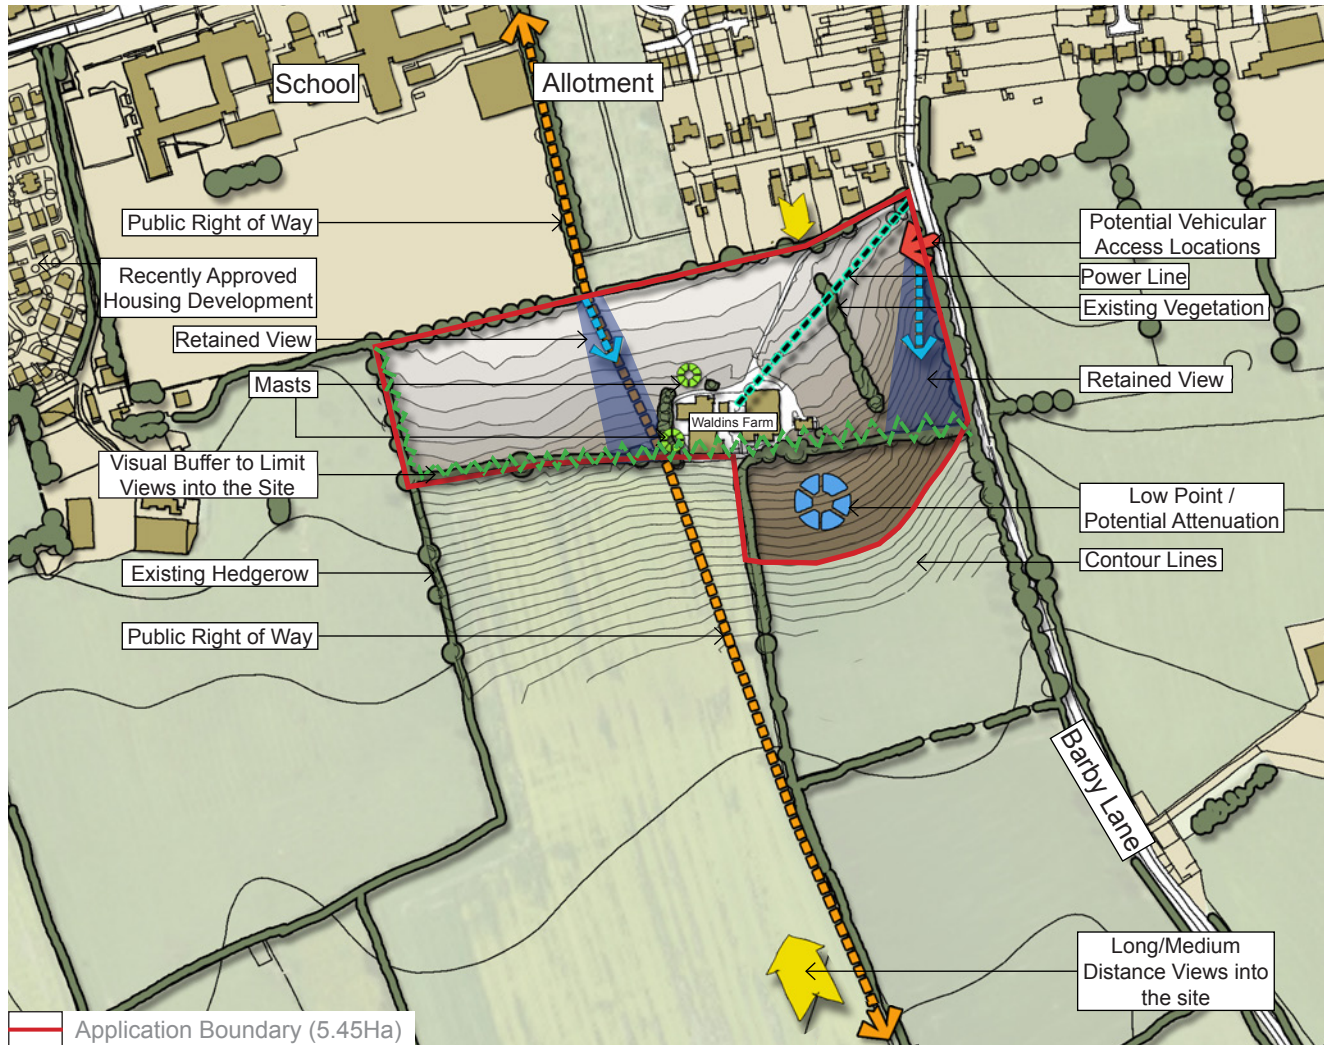 School
Allotment
Public Right of Way
Recently Approved
Housing Development
Retained View
Masts
Visual Buffer to Limit
Views into the Site
Existing Hedgerow
Public Right of Way
Waldins Farm
Potential Vehicular
Access Locations
Power Line
Existing Vegetation
Retained View
Low Point /
Potential Attenuation
Contour Lines
Barby Lane
Long/Medium
Distance Views into
the site
Application Boundary (5.45Ha)